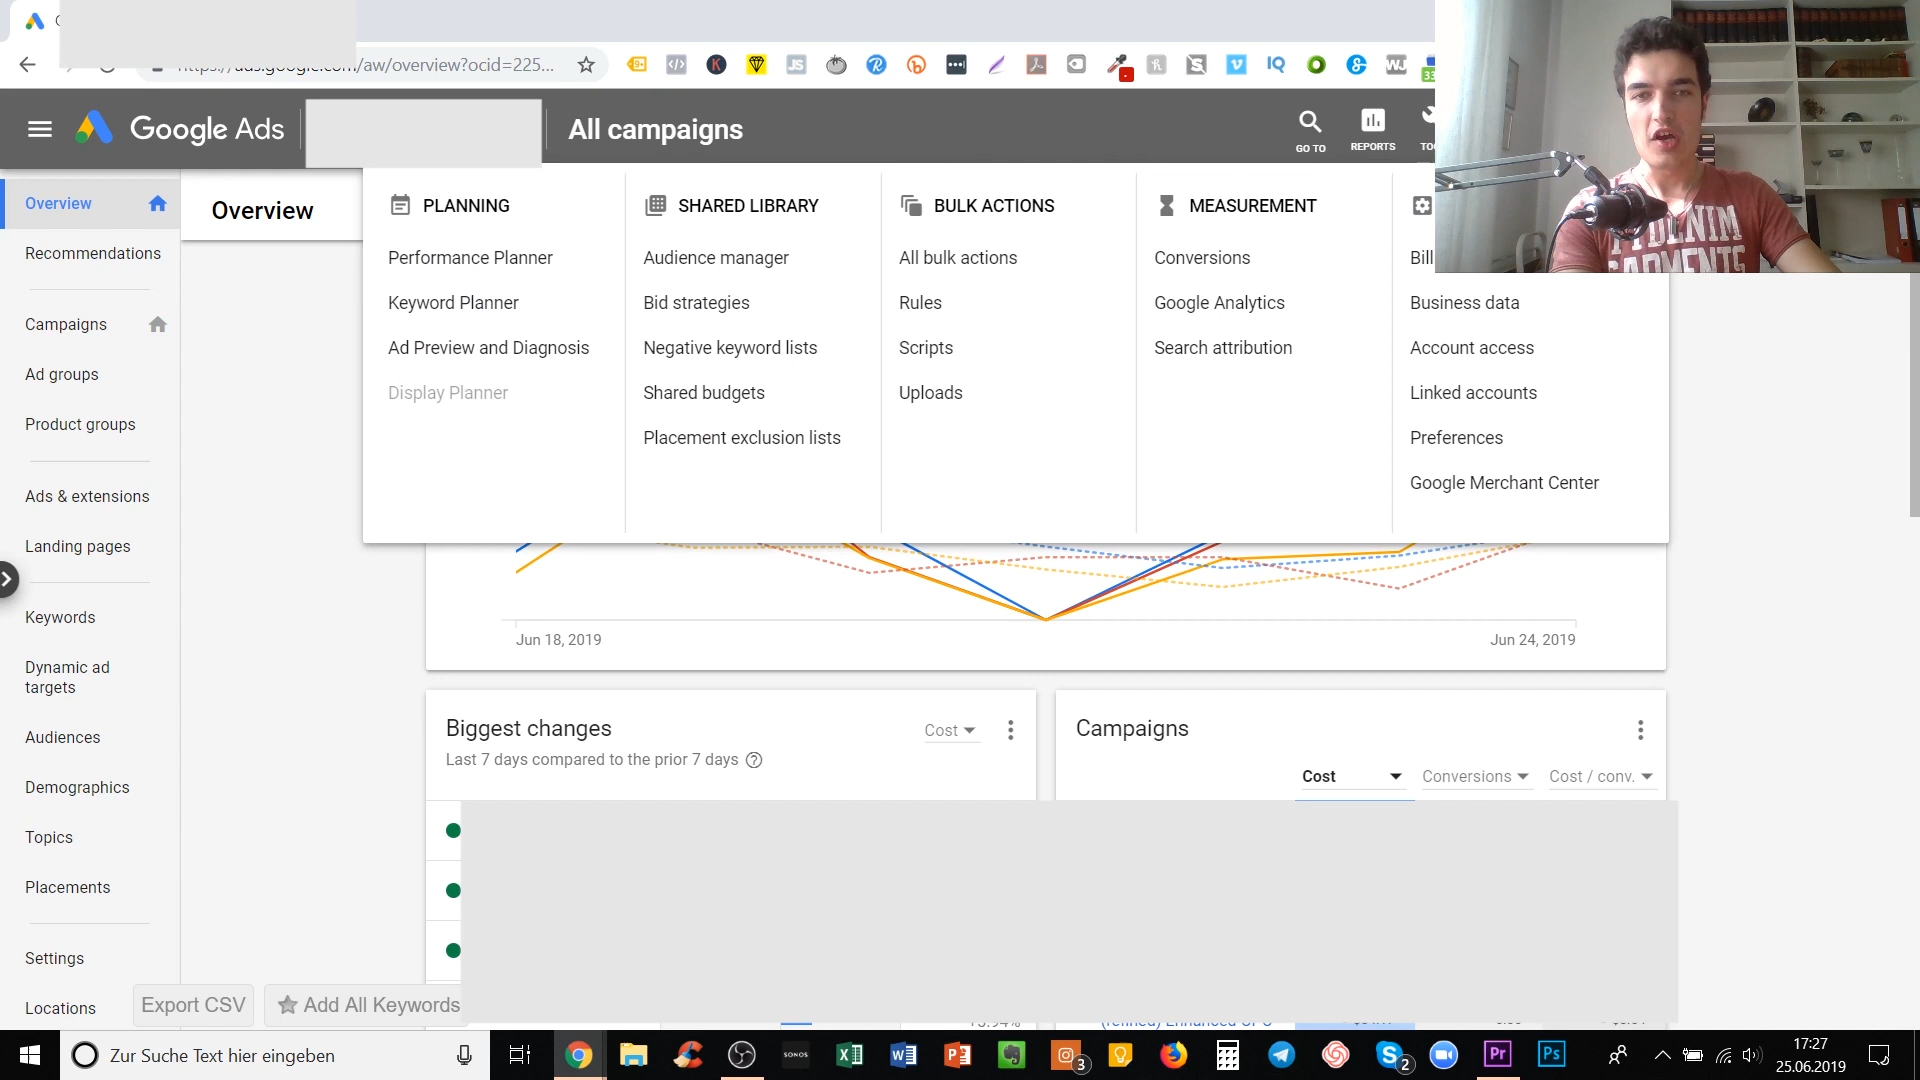 /aw/overview?ocid=225...
Google Ads
All campaigns
GO TO
REPORTS
Overview
Recommendations
Campaigns
Ad groups
Product groups
Ads & extensions
Landing pages
Keywords
Dynamic ad
targets
Audiences
Demographics
Topics
Placements
Settings
Locations
Overview
PLANNING
Performance Planner
Keyword Planner
Ad Preview and Diagnosis
Display Planner
SHARED LIBRARY
Audience manager
Bid strategies
Negative keyword lists
Shared budgets
Placement exclusion lists
BULK ACTIONS
All bulk actions
Rules
Scripts
Uploads
MEASUREMENT
Conversions
Google Analytics
Search attribution
Bill
Business data
Account access
Linked accounts
Preferences
Google Merchant Center
Jun 18, 2019
Jun 24, 2019
Biggest changes
Cost
Last 7 days compared to the prior 7 days
Campaigns
Cost
Conversions
Cost / conv.
Export CSV
Add All Keywords
Zur Suche Text hier eingeben
SONOS
3
2
Pr
Ps
17:27
25.06.2019